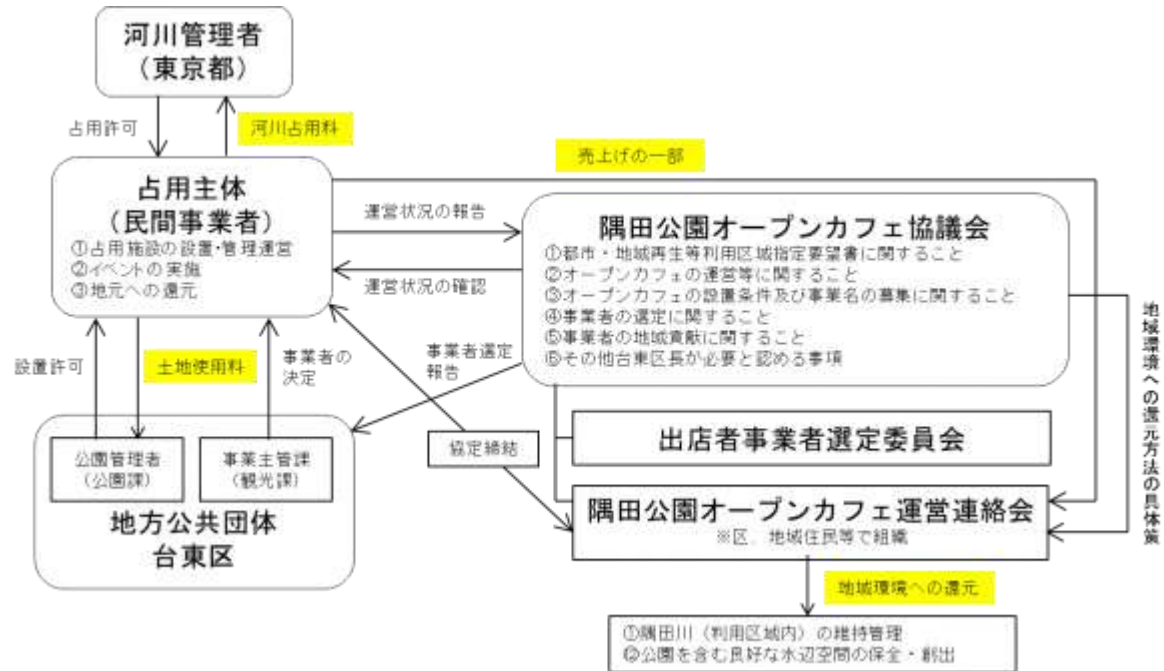 河川管理者
（東京都）
占用許可
河川占用料
売上げの一部
占用主体
（民間事業者）
①占用施設の設置・管理運営
②イベントの実施
③地元への還元
運営状況の報告
運営状況の確認
隅田公園オープンカフェ協議会
①都市・地域再生等利用区域指定要望書に関すること
②オープンカフェの運営等に関すること
③オープンカフェの設置条件及び事業名の募集に関すること
④事業者の選定に関すること
⑤事業者の地域貢献に関すること
⑥その他台東区長が必要と認める事項
地域環境への還元方法の具体策
設置許可
土地使用料
事業者の
決定
事業者選定
報告
協定締結
公園管理者
（公園課）
事業主管課
（観光課）
地方公共団体
台東区
出店者事業者選定委員会
隅田公園オープンカフェ運営連絡会
※区、地域住民等で組織
地域環境への還元
①隅田川（利用区域内）の維持管理
②公園を含む良好な水辺空間の保全・創出